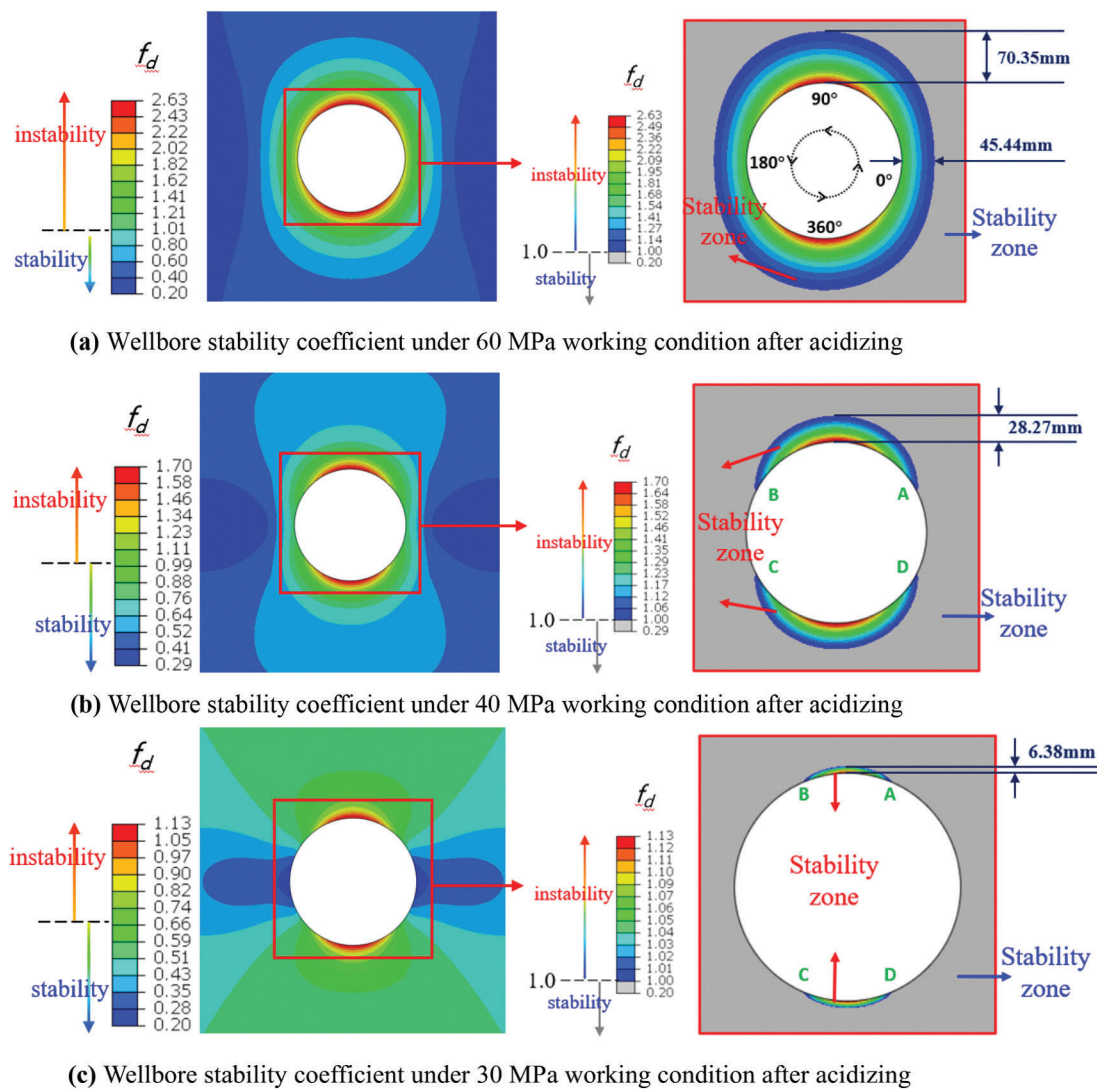 f_d
instability
stability
2.63
2.43
2.22
2.02
1.82
1.62
1.41
1.21
1.01
0.80
0.60
0.40
0.20
f_d
instability
1.0
stability
2.63
2.49
2.36
2.22
2.09
1.95
1.81
1.68
1.54
1.41
1.27
1.14
1.00
0.20
90°
180°
0°
360°
70.35mm
45.44mm
Stability
zone
Stability
zone
(a) Wellbore stability coefficient under 60 MPa working condition after acidizing
f_d
instability
stability
1.70
1.58
1.46
1.34
1.23
1.11
0.99
0.88
0.76
0.64
0.52
0.41
0.29
f_d
instability
1.0
stability
1.70
1.64
1.58
1.52
1.46
1.41
1.35
1.29
1.23
1.17
1.12
1.06
1.00
0.29
B
A
C
D
28.27mm
Stability
zone
Stability
zone
(b) Wellbore stability coefficient under 40 MPa working condition after acidizing
f_d
instability
stability
1.13
1.05
0.97
0.90
0.82
0.74
0.66
0.59
0.51
0.43
0.35
0.28
0.20
f_d
instability
1.0
stability
1.13
1.12
1.11
1.10
1.09
1.08
1.06
1.05
1.04
1.03
1.02
1.01
1.00
0.20
B
A
C
D
6.38mm
Stability
zone
Stability
zone
(c) Wellbore stability coefficient under 30 MPa working condition after acidizing